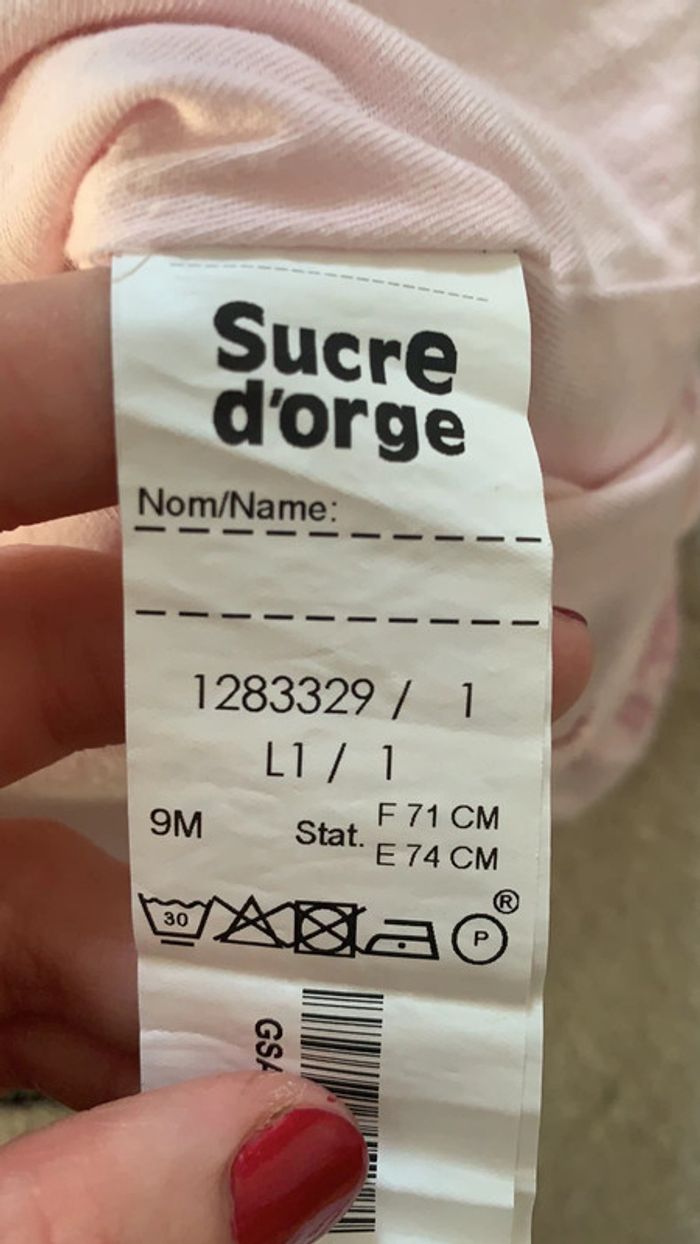 Sucre
d'orge
Nom/Name:
1283329 / 1
L1 / 1
9M Stat. F 71 CM
E 74 CM
30 P ®